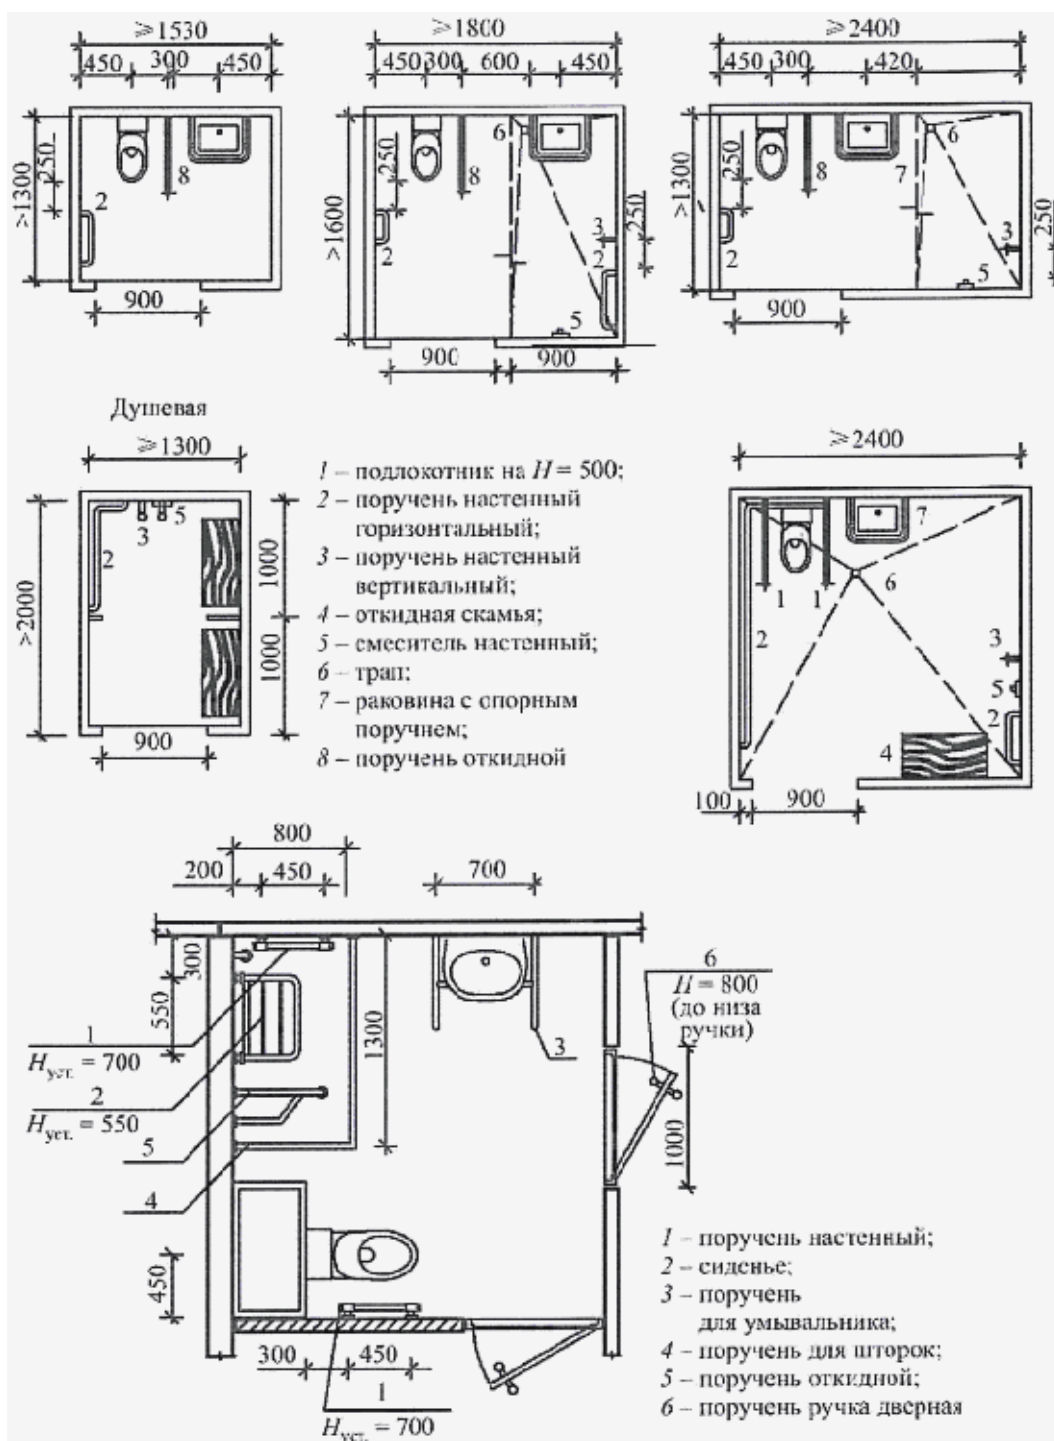 ⩾1530
450 300 450
>1300
250
2
8
900
⩾1800
450 300 600 450
>1600
250
2
8
6
250
3
2
5
900 900
⩾2400
450 300 420
>1300
250
2
8
7
6
3
5
250
900
Душевая
⩾1300
>2000
2
3
5
1000
1000
900
1 – подлокотник на H = 500;
2 – поручень настенный
горизонтальный;
3 – поручень настенный
вертикальный;
4 – откидная скамья;
5 – смеситель настенный;
6 – трап;
7 – раковина с опорным
поручнем;
8 – поручень откидной
⩾2400
7
1 1
6
2
3
5
2
4
100 900
800
200 450
700
300
550
1300
1
Hуст. = 700
2
Hуст. = 550
5
4
3
6
H = 800
(до низа
ручки)
1000
450
300 450
1
Hуст. = 700
1 – поручень настенный;
2 – сиденье;
3 – поручень
для умывальника;
4 – поручень для шторок;
5 – поручень откидной;
6 – поручень ручка дверная